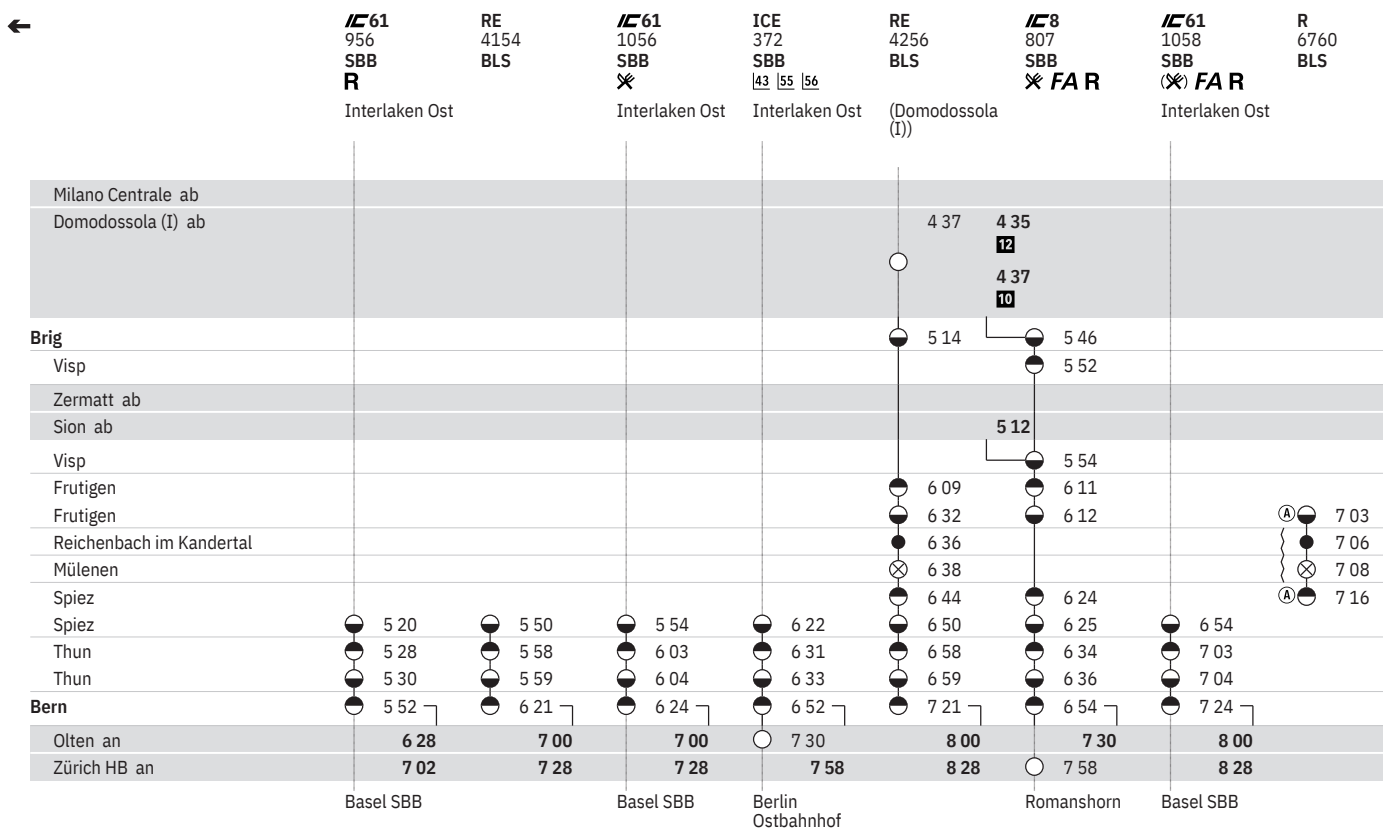 IC 61 RE IC 61 ICE RE IC 8 IC 61 R
956 4154 1056 372 4256 807 1058 6760
SBB BLS SBB SBB BLS SBB SBB BLS
R 43 55 56 FA R ( ) FA R
Interlaken Ost Interlaken Ost Interlaken Ost (Domodossola Interlaken Ost
(I))
Milano Centrale ab
Domodossola (I) ab 4 37 4 35
12
4 37
10
Brig 5 14 5 46
Visp 5 52
Zermatt ab
Sion ab 5 12
Visp 5 54
Frutigen 6 09 6 11
Frutigen 6 32 6 12 A 7 03
Reichenbach im Kandertal 6 36 7 06
Mülenen 6 38 7 08
Spiez 6 44 6 24 A 7 16
Spiez 5 20 5 50 5 54 6 22 6 50 6 25 6 54
Thun 5 28 5 58 6 03 6 31 6 58 6 34 7 03
Thun 5 30 5 59 6 04 6 33 6 59 6 36 7 04
Bern 5 52 6 21 6 24 6 52 7 21 6 54 7 24
Olten an 6 28 7 00 7 00 7 30 8 00 7 30 8 00
Zürich HB an 7 02 7 28 7 28 7 58 8 28 7 58 8 28
Basel SBB Basel SBB Berlin Romanshorn Basel SBB
Ostbahnhof